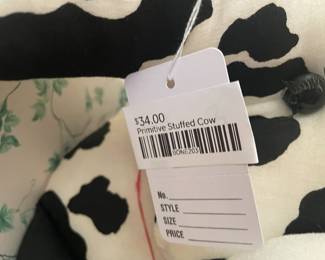 $34.00
Primitive Stuffed Cow
No.
STYLE
SIZE
PRICE